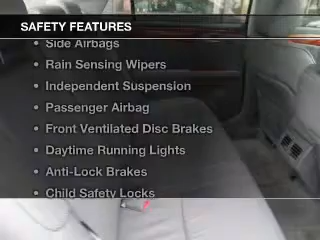 SAFETY FEATURES
• Side Airbags
• Rain Sensing Wipers
• Independent Suspension
• Passenger Airbag
• Front Ventilated Disc Brakes
• Daytime Running Lights
• Anti-Lock Brakes
• Child Safety Locks